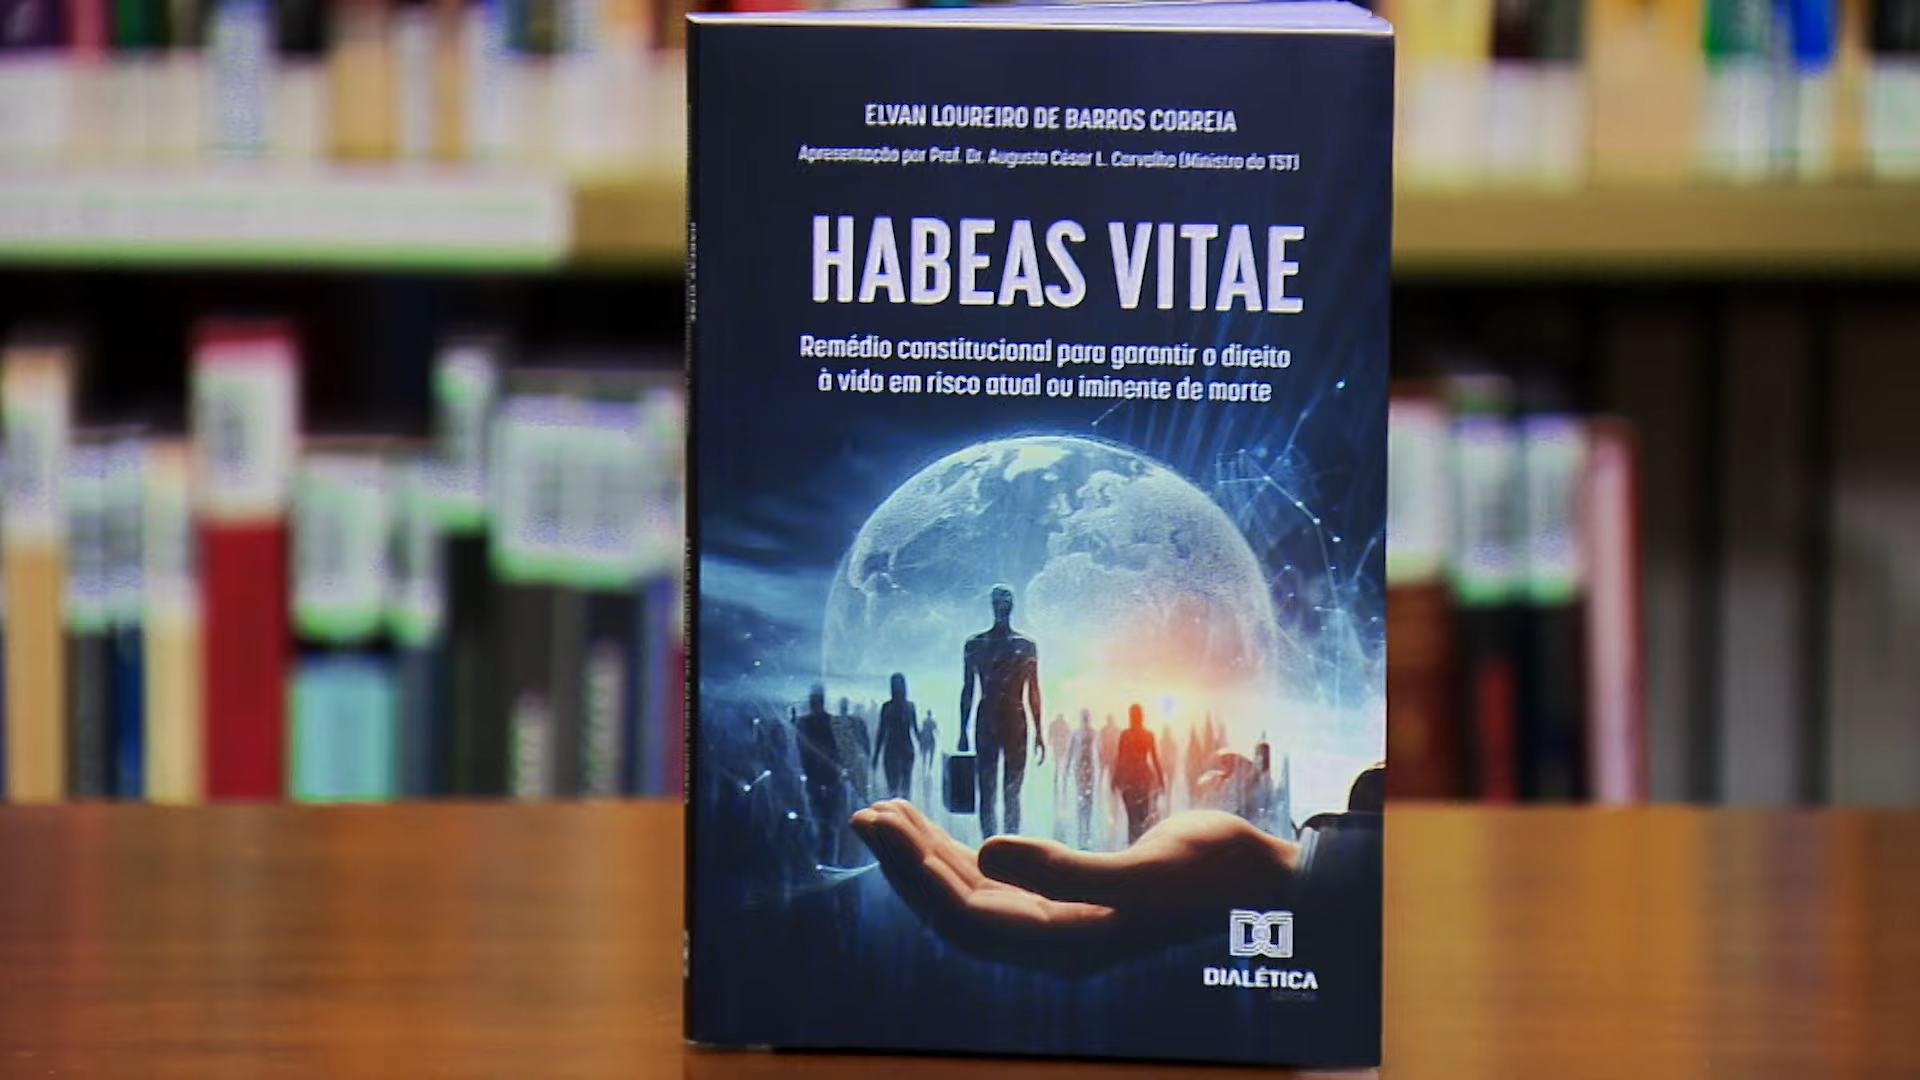 ELVAN LOUREIRO DE BARROS CORREIA
Apresentação por Prof. Dr. Augusto César L. Carvalho (Ministro do TST)
HABEAS VITAE
Remédio constitucional para garantir o direito
à vida em risco atual ou iminente de morte
DIALÉTICA